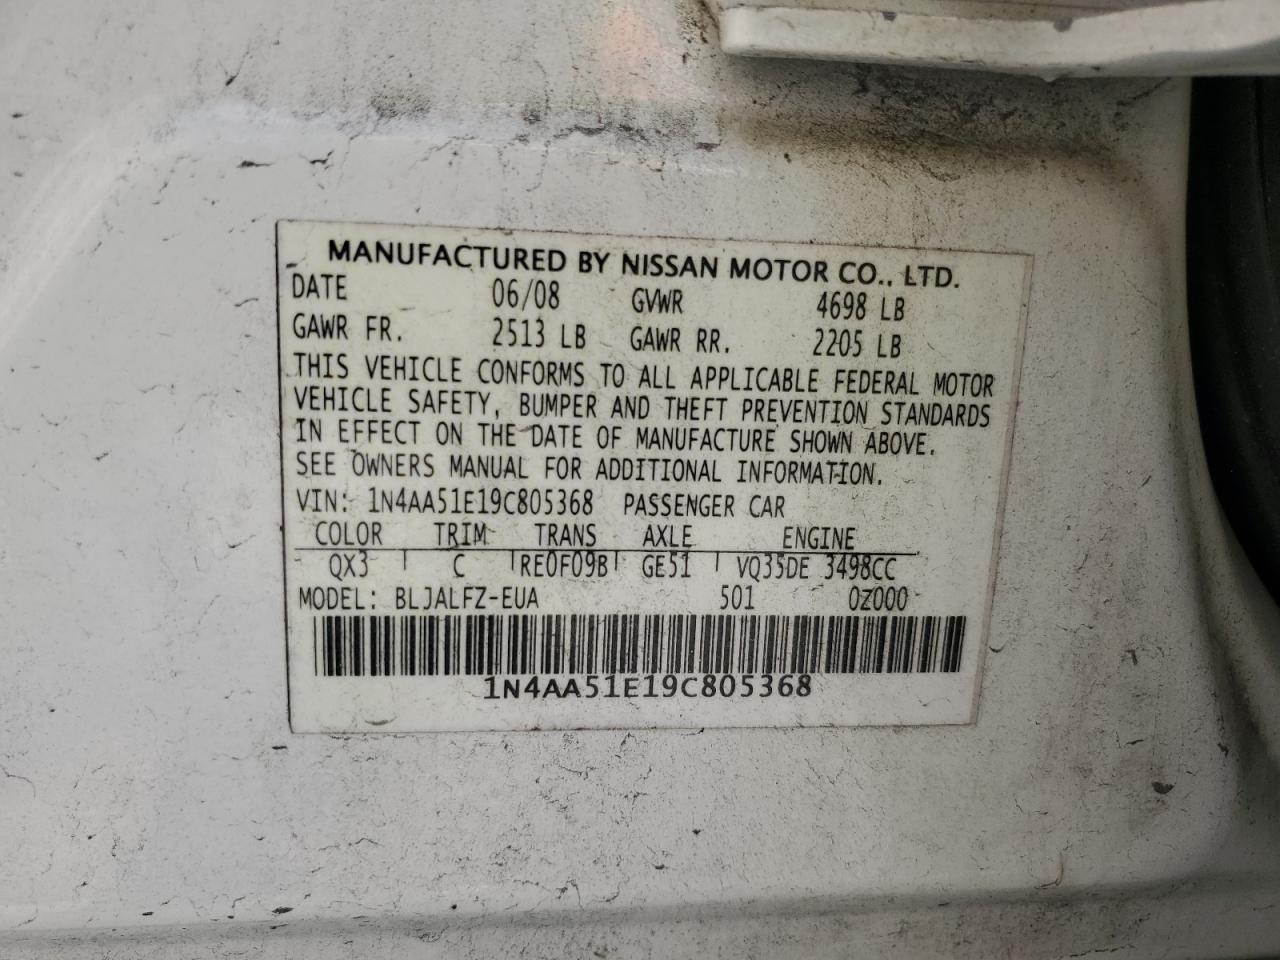 MANUFACTURED BY NISSAN MOTOR CO., LTD.
DATE 06/08 GVWR 4698 LB
GAWR FR. 2513 LB GAWR RR. 2205 LB
THIS VEHICLE CONFORMS TO ALL APPLICABLE FEDERAL MOTOR
VEHICLE SAFETY, BUMPER AND THEFT PREVENTION STANDARDS
IN EFFECT ON THE DATE OF MANUFACTURE SHOWN ABOVE.
SEE OWNERS MANUAL FOR ADDITIONAL INFORMATION.
VIN: 1N4AA51E19C805368 PASSENGER CAR
COLOR TRIM TRANS AXLE ENGINE
QX3 C RE0F09B GE51 VQ35DE 3498CC
MODEL: BLJALFZ-EUA 501 0Z000
1N4AA51E19C805368